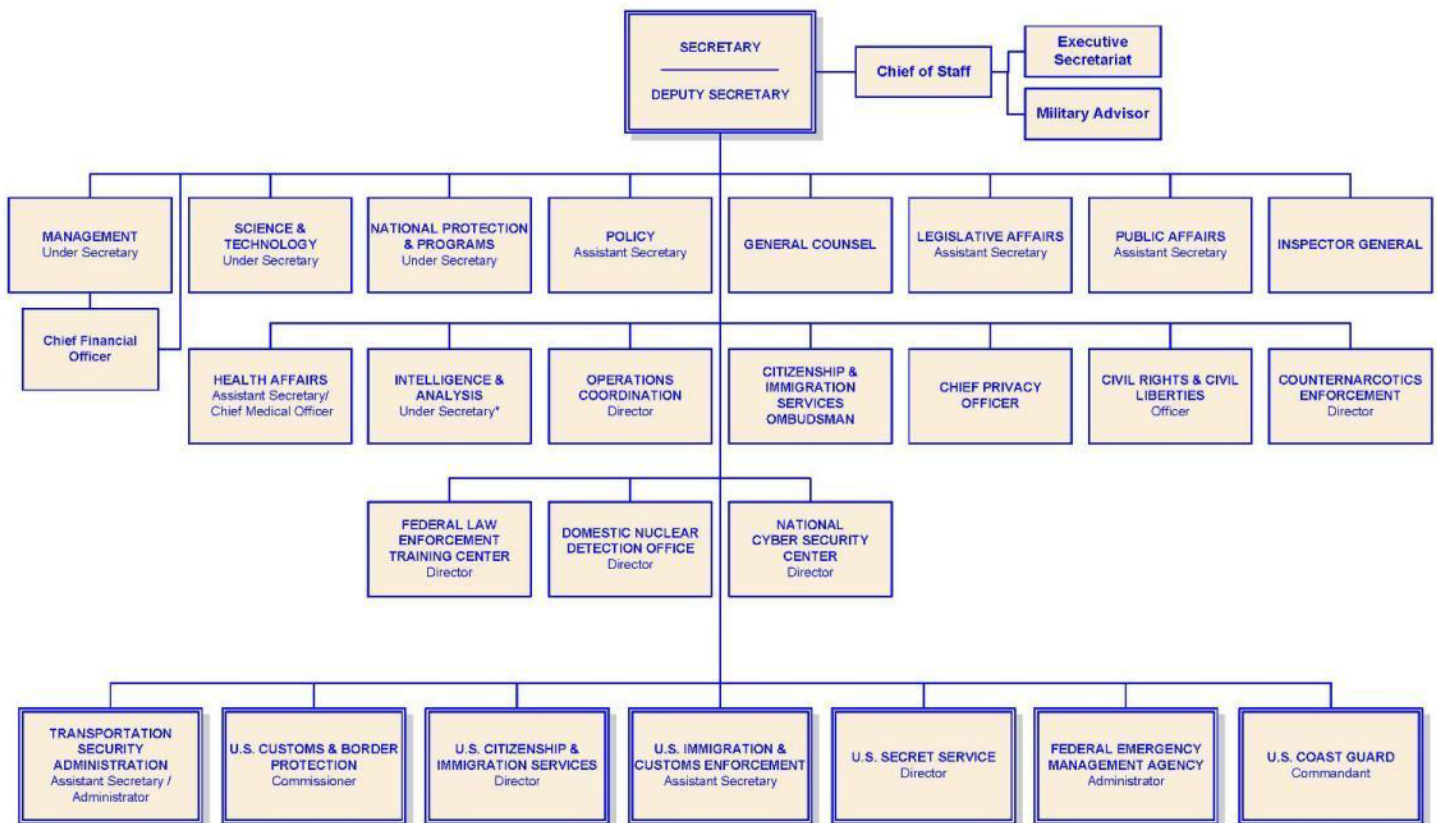 SECRETARY
DEPUTY SECRETARY
Chief of Staff
Executive
Secretariat
Military Advisor
MANAGEMENT
Under Secretary
SCIENCE &
TECHNOLOGY
Under Secretary
NATIONAL PROTECTION
& PROGRAMS
Under Secretary
POLICY
Assistant Secretary
GENERAL COUNSEL
LEGISLATIVE AFFAIRS
Assistant Secretary
PUBLIC AFFAIRS
Assistant Secretary
INSPECTOR GENERAL
Chief Financial
Officer
HEALTH AFFAIRS
Assistant Secretary/
Chief Medical Officer
INTELLIGENCE &
ANALYSIS
Under Secretary*
OPERATIONS
COORDINATION
Director
CITIZENSHIP &
IMMIGRATION
SERVICES
OMBUDSMAN
CHIEF PRIVACY
OFFICER
CIVIL RIGHTS & CIVIL
LIBERTIES
Officer
COUNTERNARCOTICS
ENFORCEMENT
Director
FEDERAL LAW
ENFORCEMENT
TRAINING CENTER
Director
DOMESTIC NUCLEAR
DETECTION OFFICE
Director
NATIONAL
CYBER SECURITY
CENTER
Director
TRANSPORTATION
SECURITY
ADMINISTRATION
Assistant Secretary /
Administrator
U.S. CUSTOMS & BORDER
PROTECTION
Commissioner
U.S. CITIZENSHIP &
IMMIGRATION SERVICES
Director
U.S. IMMIGRATION &
CUSTOMS ENFORCEMENT
Assistant Secretary
U.S. SECRET SERVICE
Director
FEDERAL EMERGENCY
MANAGEMENT AGENCY
Administrator
U.S. COAST GUARD
Commandant